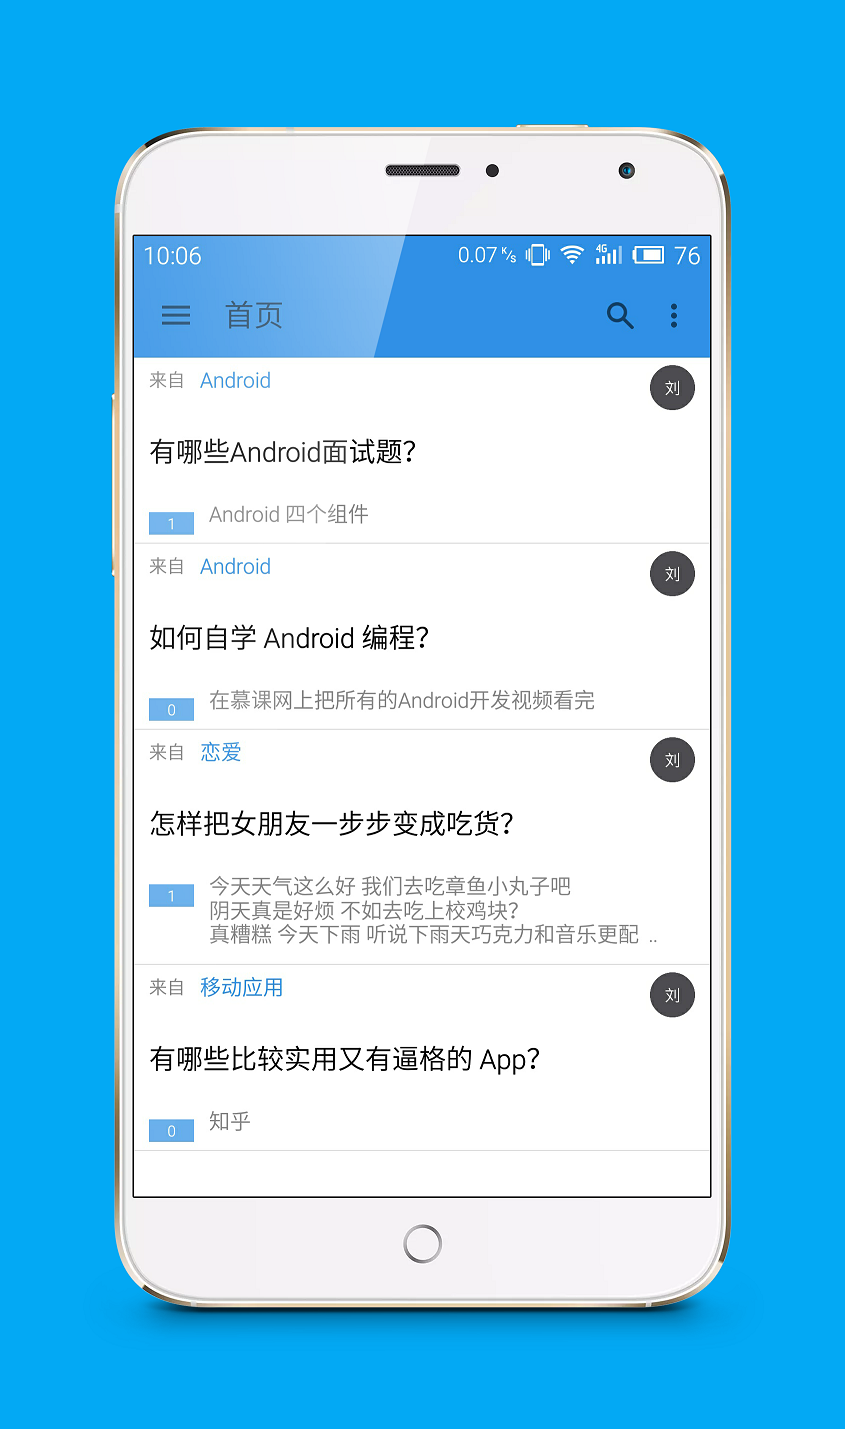 10:06 0.07 K/s 4G 76
首页
来自 Android 刘
有哪些Android面试题？
1 Android 四个组件
来自 Android 刘
如何自学 Android 编程？
0 在慕课网上把所有的Android开发视频看完
来自 恋爱 刘
怎样把女朋友一步步变成吃货？
1 今天天气这么好 我们去吃章鱼小丸子吧
阴天真是好烦 不如去吃上校鸡块？
真糟糕 今天下雨 听说下雨天巧克力和音乐更配 ..
来自 移动应用 刘
有哪些比较实用又有逼格的 App？
0 知乎